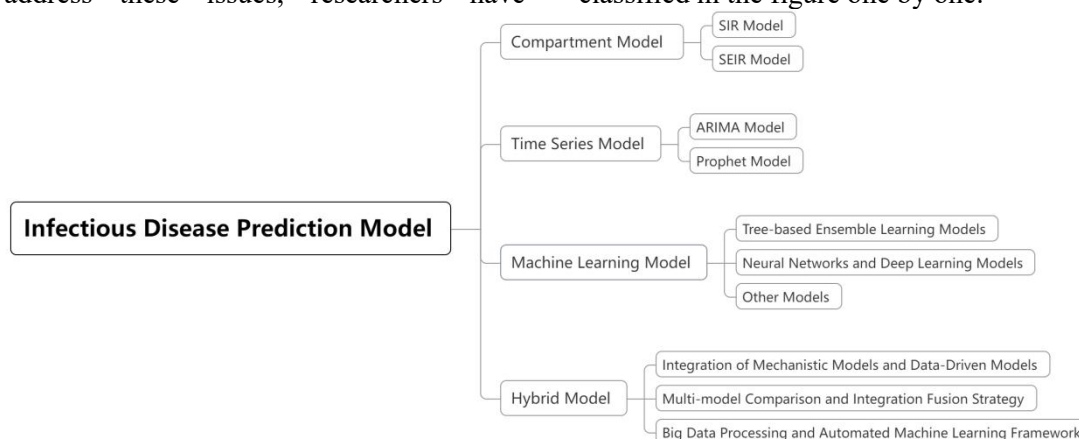 address these issues, researchers have classified in the figure one by one.
Infectious Disease Prediction Model
Compartment Model
SIR Model
SEIR Model
Time Series Model
ARIMA Model
Prophet Model
Machine Learning Model
Tree-based Ensemble Learning Models
Neural Networks and Deep Learning Models
Other Models
Hybrid Model
Integration of Mechanistic Models and Data-Driven Models
Multi-model Comparison and Integration Fusion Strategy
Big Data Processing and Automated Machine Learning Framework